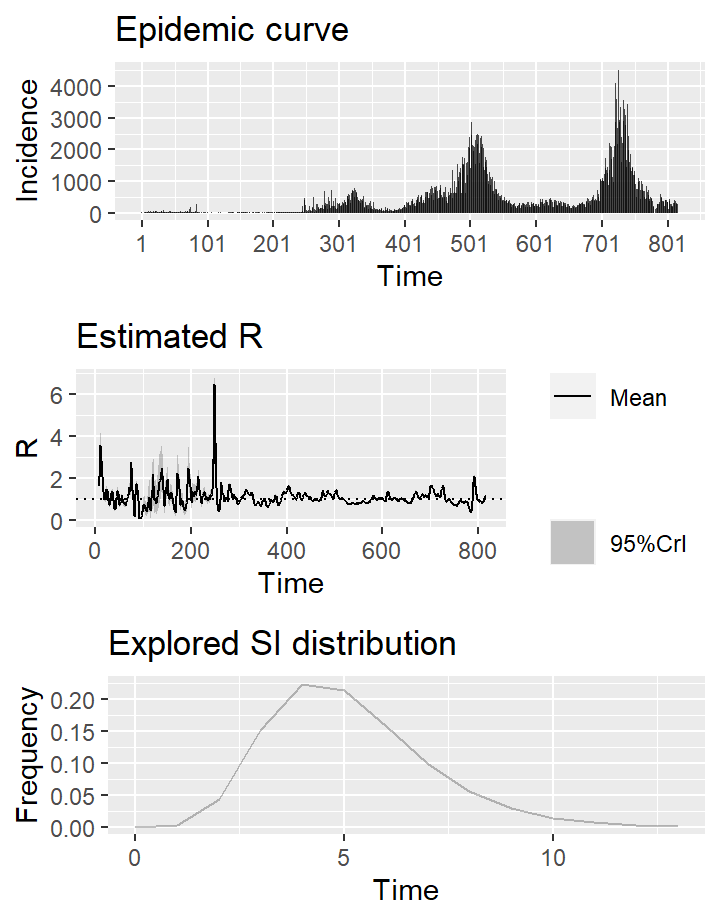 Epidemic curve
4000
3000
2000
1000
0
Incidence
1 101 201 301 401 501 601 701 801
Time
Estimated R
6
4
2
0
R
0 200 400 600 800
Time
Mean
95%CrI
Explored SI distribution
0.20
0.15
0.10
0.05
0.00
Frequency
0 5 10
Time